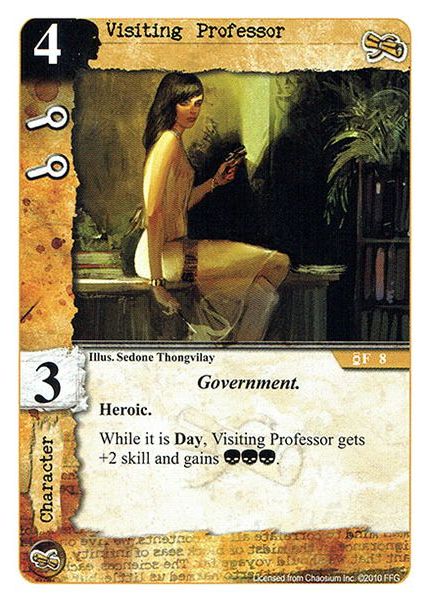 4
Visiting Professor
Illus. Sedone Thongvilay
F 8
3
Government.
Heroic.
While it is Day, Visiting Professor gets
+2 skill and gains
Character
Licensed from Chaosium Inc. ©2010 FFG